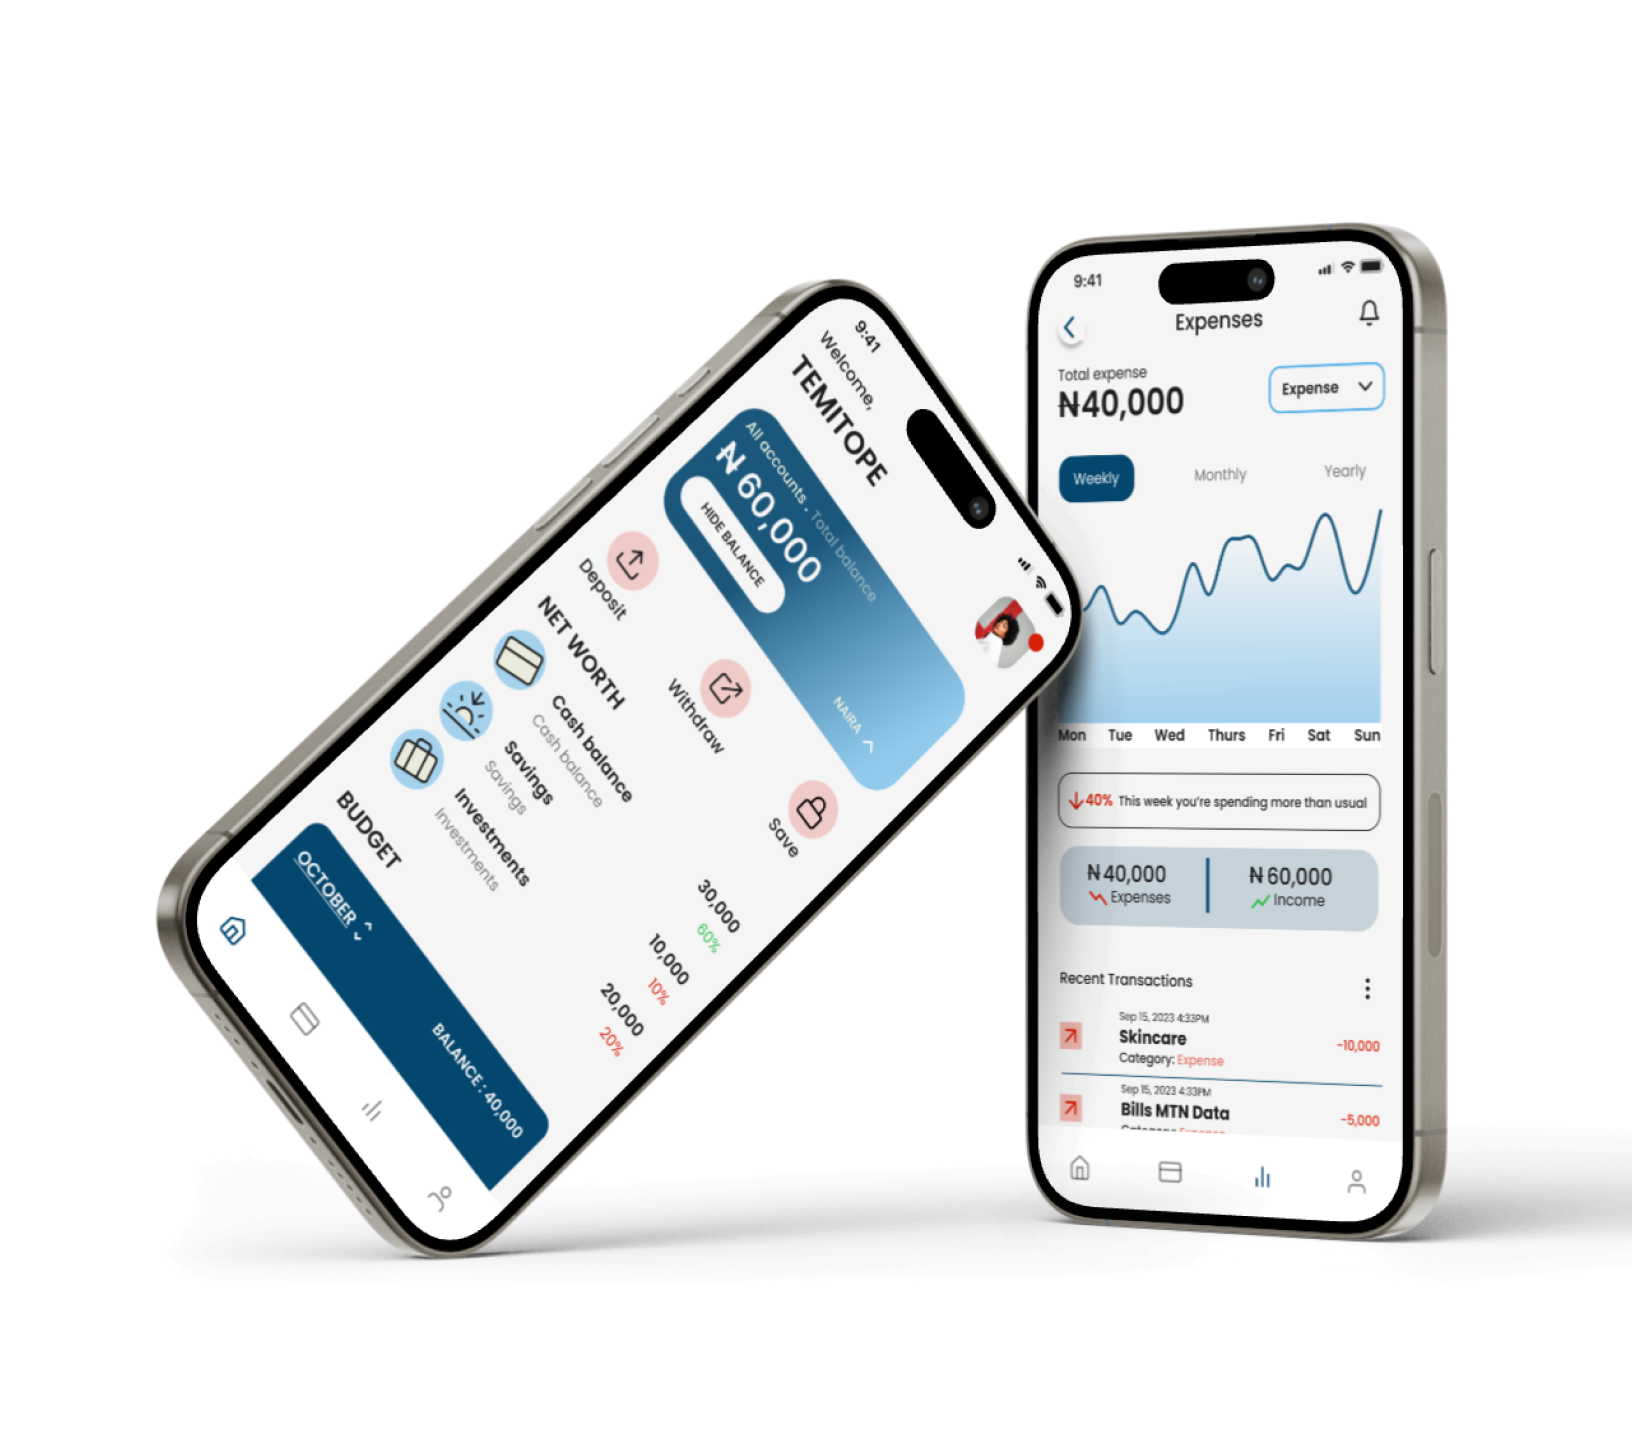 9:41
Welcome,
TEMITOPE
All accounts . Total balance
₦ 60,000
HIDE BALANCE
NAIRA
Deposit
Withdraw
Save
NET WORTH
Cash balance
Cash balance
30,000
60%
Savings
Savings
10,000
10%
Investments
Investments
20,000
20%
BUDGET
OCTOBER
BALANCE : 40,000
9:41
Expenses
Total expense
₦40,000
Expense
Weekly Monthly Yearly
Mon Tue Wed Thurs Fri Sat Sun
40% This week you're spending more than usual
₦ 40,000
Expenses
₦ 60,000
Income
Recent Transactions
Sep 15, 2023 4:33PM
Skincare
Category: Expense
-10,000
Sep 15, 2023 4:33PM
Bills MTN Data
Category: Expense
-5,000